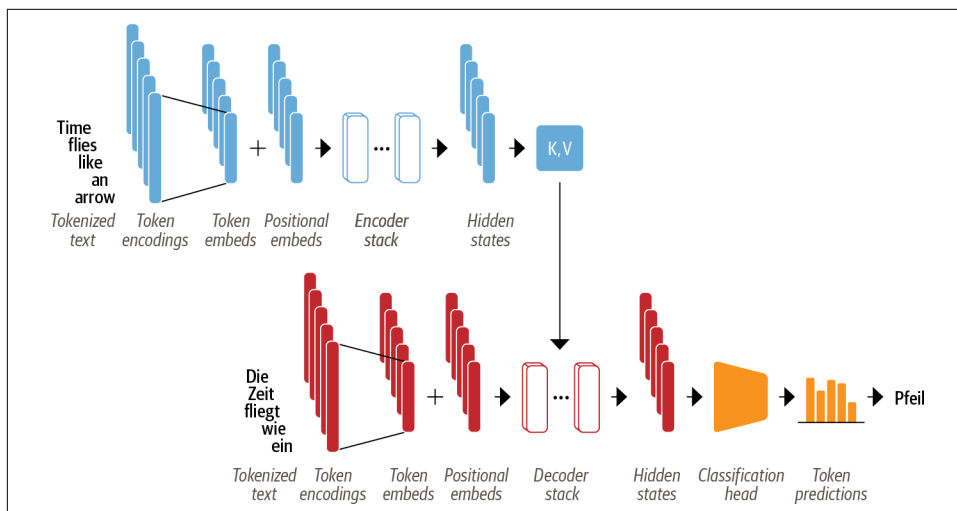 Time
flies
like
an
arrow
+
...
K, V
Tokenized text
Token encodings
Token embeds
Positional embeds
Encoder stack
Hidden states
Die
Zeit
fliegt
wie
ein
+
...
Pfeil
Tokenized text
Token encodings
Token embeds
Positional embeds
Decoder stack
Hidden states
Classification head
Token predictions